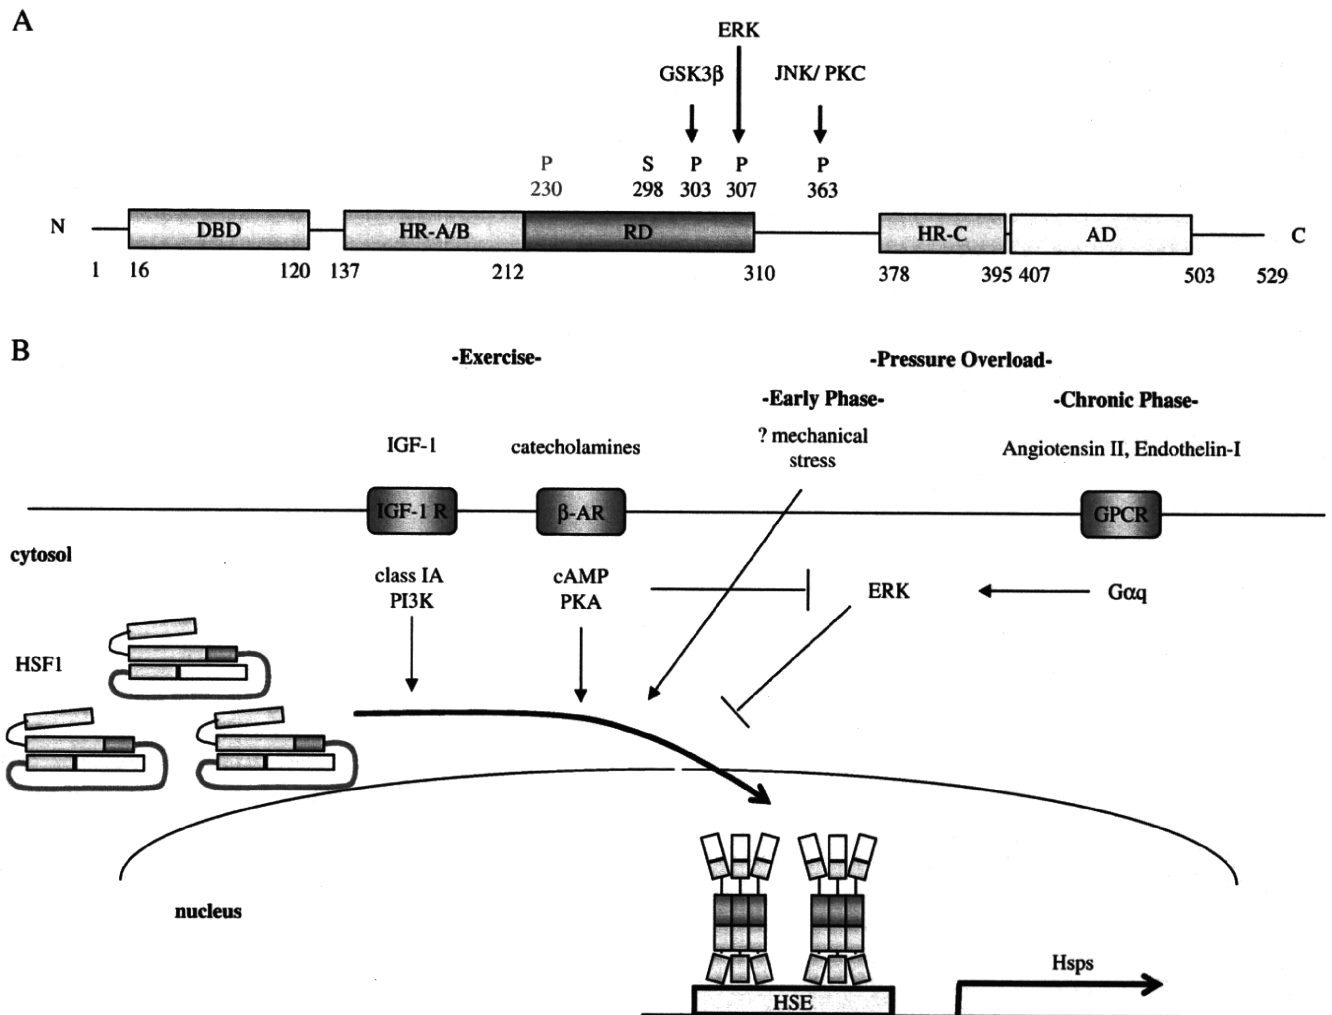 A
ERK
GSK3β JNK/ PKC
P S P P P
230 298 303 307 363
N DBD HR-A/B RD HR-C AD C
1 16 120 137 212 310 378 395 407 503 529
B
-Exercise- -Pressure Overload-
-Early Phase- -Chronic Phase-
IGF-1 catecholamines ? mechanical
stress Angiotensin II, Endothelin-I
IGF-1 R β-AR GPCR
cytosol
class IA cAMP ERK Gαq
PI3K PKA
HSF1
nucleus
Hsps
HSE